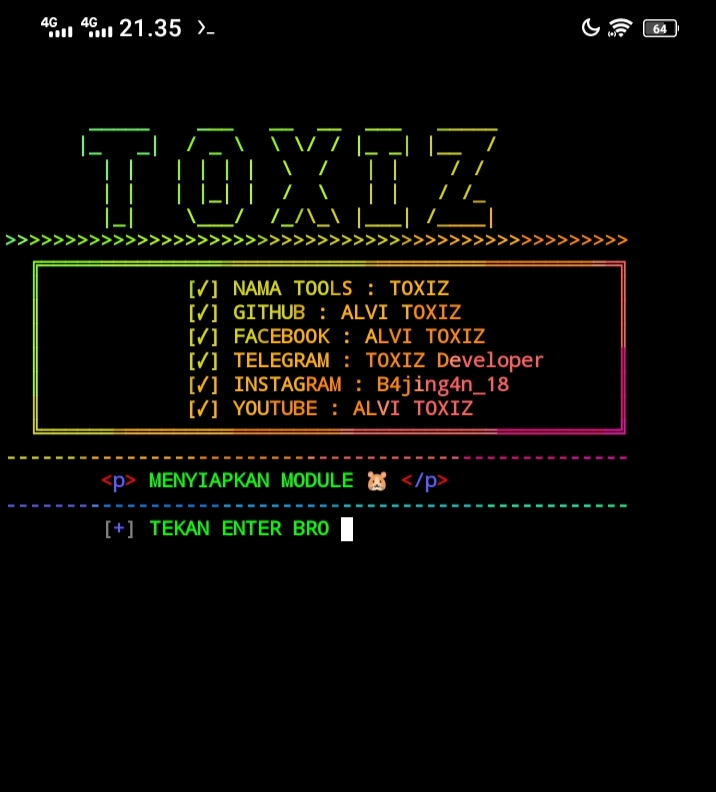 4G 4G 21.35 64
TOXIZ
>>>>>>>>>>>>>>>>>>>>>>>>>>>>>>>>>>>>>>>>>>>>>>>>>>>>
[✓] NAMA TOOLS : TOXIZ
[✓] GITHUB : ALVI TOXIZ
[✓] FACEBOOK : ALVI TOXIZ
[✓] TELEGRAM : TOXIZ Developer
[✓] INSTAGRAM : B4jing4n_18
[✓] YOUTUBE : ALVI TOXIZ
----------------------------------------------------
<p> MENYIAPKAN MODULE 🐹 </p>
----------------------------------------------------
[+] TEKAN ENTER BRO